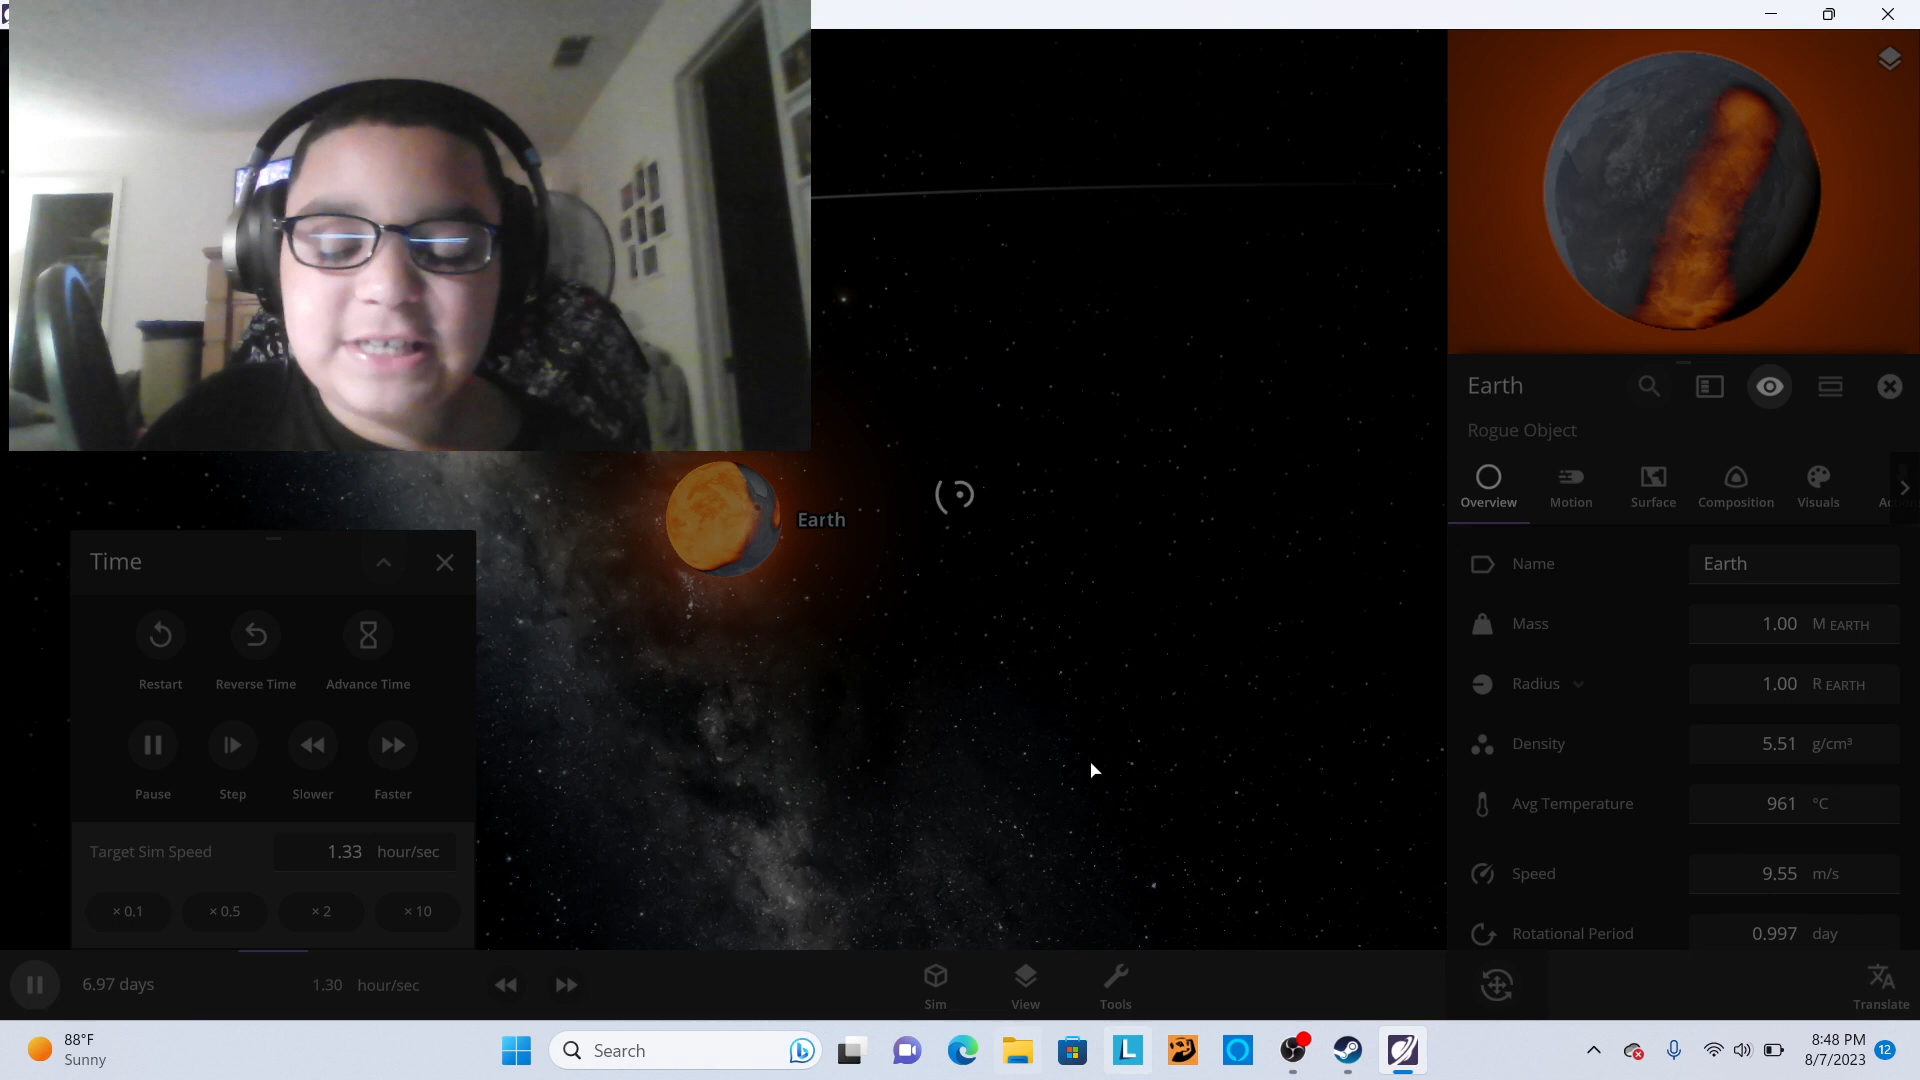 Earth
Time
Restart
Reverse Time
Advance Time
Pause
Step
Slower
Faster
Target Sim Speed
1.33 hour/sec
× 0.1
× 0.5
× 2
× 10
6.97 days
1.30 hour/sec
Sim
View
Tools
Earth
Rogue Object
Overview
Motion
Surface
Composition
Visuals
Name
Earth
Mass
1.00 M EARTH
Radius
1.00 R EARTH
Density
5.51 g/cm³
Avg Temperature
961 °C
Speed
9.55 m/s
Rotational Period
0.997 day
Translate
88°F
Sunny
Search
L
8:48 PM
8/7/2023
12